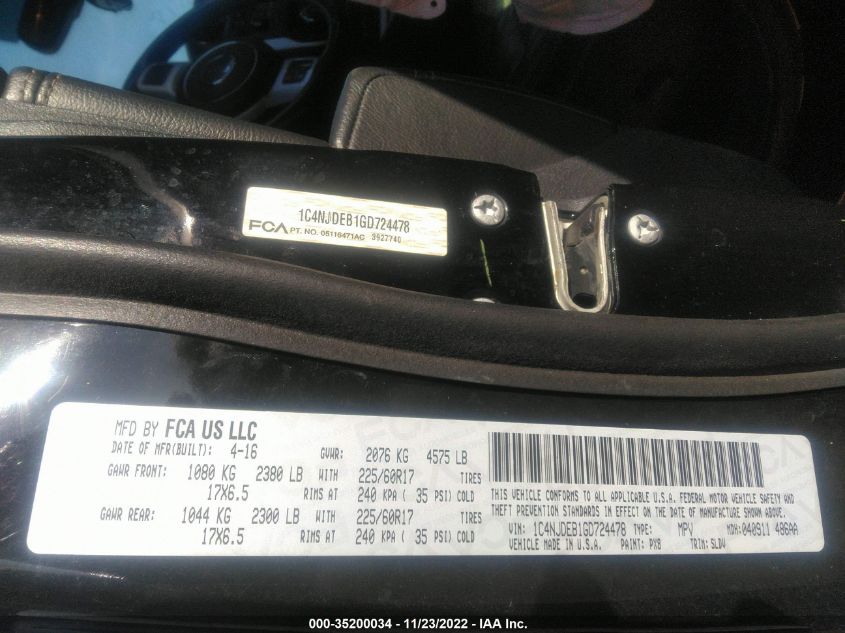 1C4NJDEB1GD724478
FCA PT. NO. 05116471AC 3927740
MFD BY FCA US LLC
DATE OF MFR(BUILT): 4-16 GVWR: 2076 KG 4575 LB
GAWR FRONT: 1080 KG 2380 LB WITH 225/60R17 TIRES
17X6.5 RIMS AT 240 KPA ( 35 PSI) COLD
GAWR REAR: 1044 KG 2300 LB WITH 225/60R17 TIRES
17X6.5 RIMS AT 240 KPA ( 35 PSI) COLD
THIS VEHICLE CONFORMS TO ALL APPLICABLE U.S.A. FEDERAL MOTOR VEHICLE SAFETY AND
THEFT PREVENTION STANDARDS IN EFFECT ON THE DATE OF MANUFACTURE SHOWN ABOVE.
VIN: 1C4NJDEB1GD724478 TYPE: MPV MDH: 040911 486AA
VEHICLE MADE IN U.S.A. PAINT: PX8 TRIM: SLDV
000-35200034 - 11/23/2022 - IAA Inc.